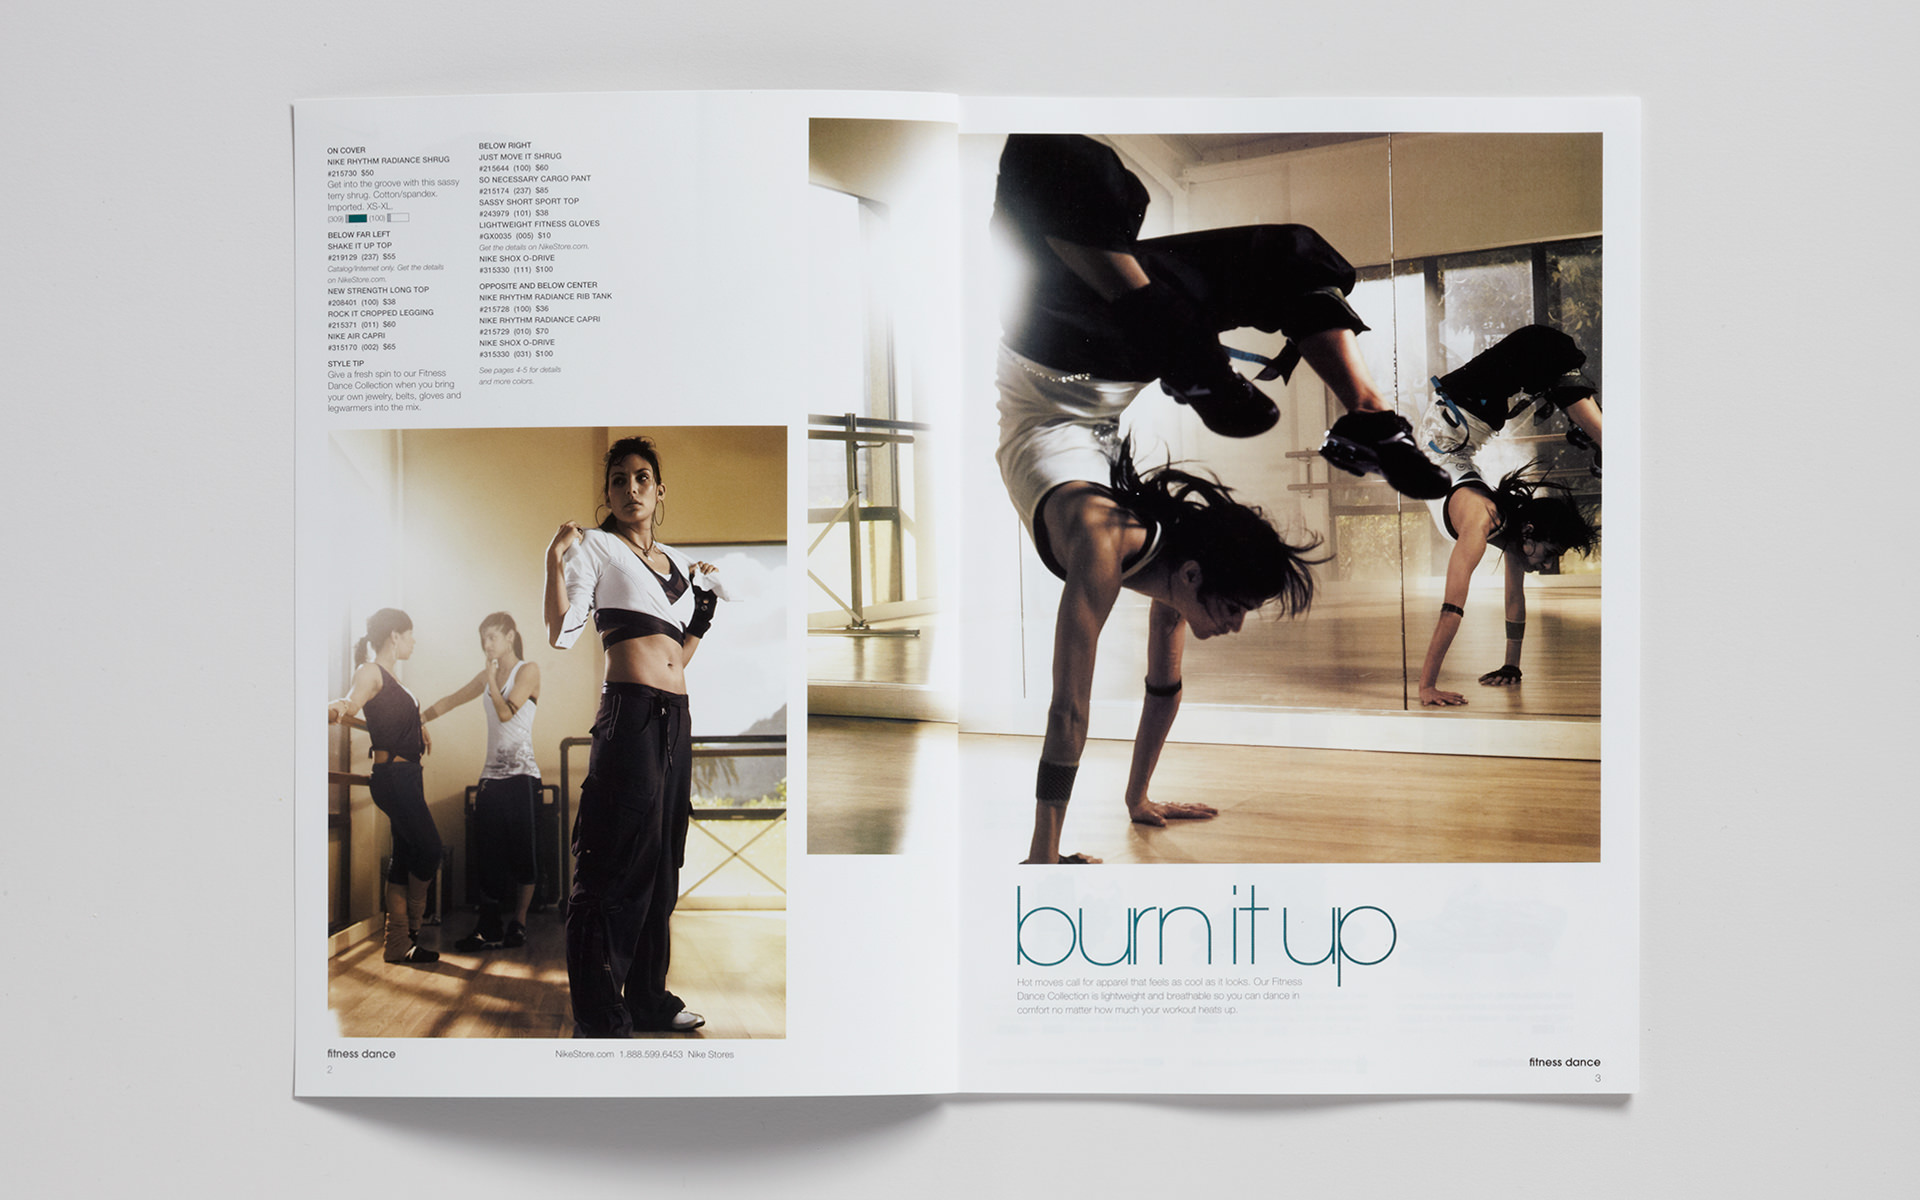 ON COVER
NIKE RHYTHM RADIANCE SHRUG
#215730 $50
Get into the groove with this sassy
terry shrug. Cotton/spandex.
Imported. XS-XL.
(309) (100)
BELOW FAR LEFT
SHAKE IT UP TOP
#219129 (237) $55
Catalog/Internet only. Get the details
on NikeStore.com.
NEW STRENGTH LONG TOP
#208401 (100) $38
ROCK IT CROPPED LEGGING
#215371 (011) $60
NIKE AIR CAPRI
#315170 (002) $65
STYLE TIP
Give a fresh spin to our Fitness
Dance Collection when you bring
your own jewelry, belts, gloves and
legwarmers into the mix.
BELOW RIGHT
JUST MOVE IT SHRUG
#215644 (100) $60
SO NECESSARY CARGO PANT
#215174 (237) $85
SASSY SHORT SPORT TOP
#243979 (101) $38
LIGHTWEIGHT FITNESS GLOVES
#GX0035 (005) $10
Get the details on NikeStore.com.
NIKE SHOX O-DRIVE
#315330 (111) $100
OPPOSITE AND BELOW CENTER
NIKE RHYTHM RADIANCE RIB TANK
#215728 (100) $36
NIKE RHYTHM RADIANCE CAPRI
#215729 (010) $70
NIKE SHOX O-DRIVE
#315330 (031) $100
See pages 4-5 for details
and more colors.
fitness dance
2
NikeStore.com 1.888.599.6453 Nike Stores
burn it up
Hot moves call for apparel that feels as cool as it looks. Our Fitness
Dance Collection is lightweight and breathable so you can dance in
comfort no matter how much your workout heats up.
fitness dance
3